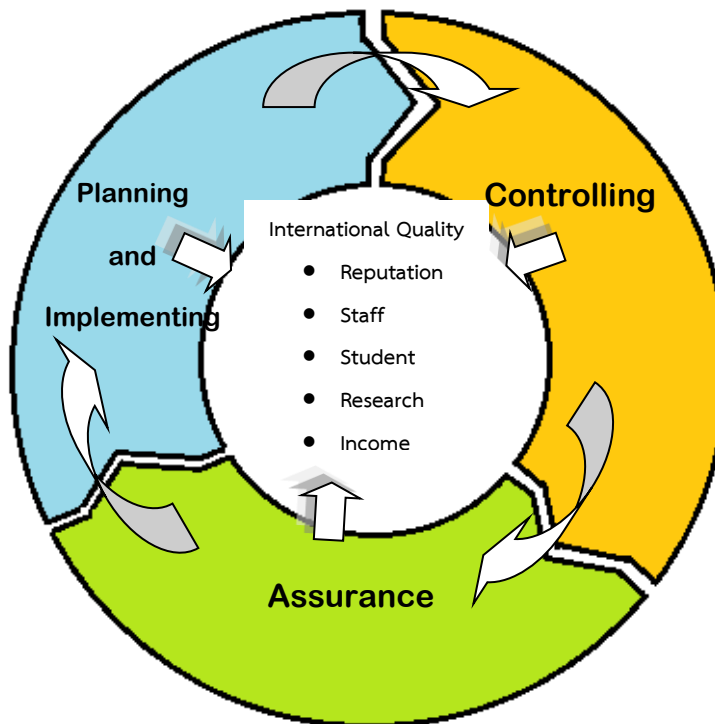 Planning
and
Implementing
Controlling
International Quality
● Reputation
● Staff
● Student
● Research
● Income
Assurance